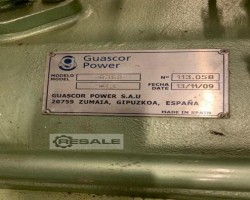 Guascor
Power
MODELO
MODEL
Nº 113.058
FECHA
DATE 13/11/09
GUASCOR POWER S.A.U
20759 ZUMAIA, GIPUZKOA, ESPAÑA
MADE IN SPAIN
RESALE